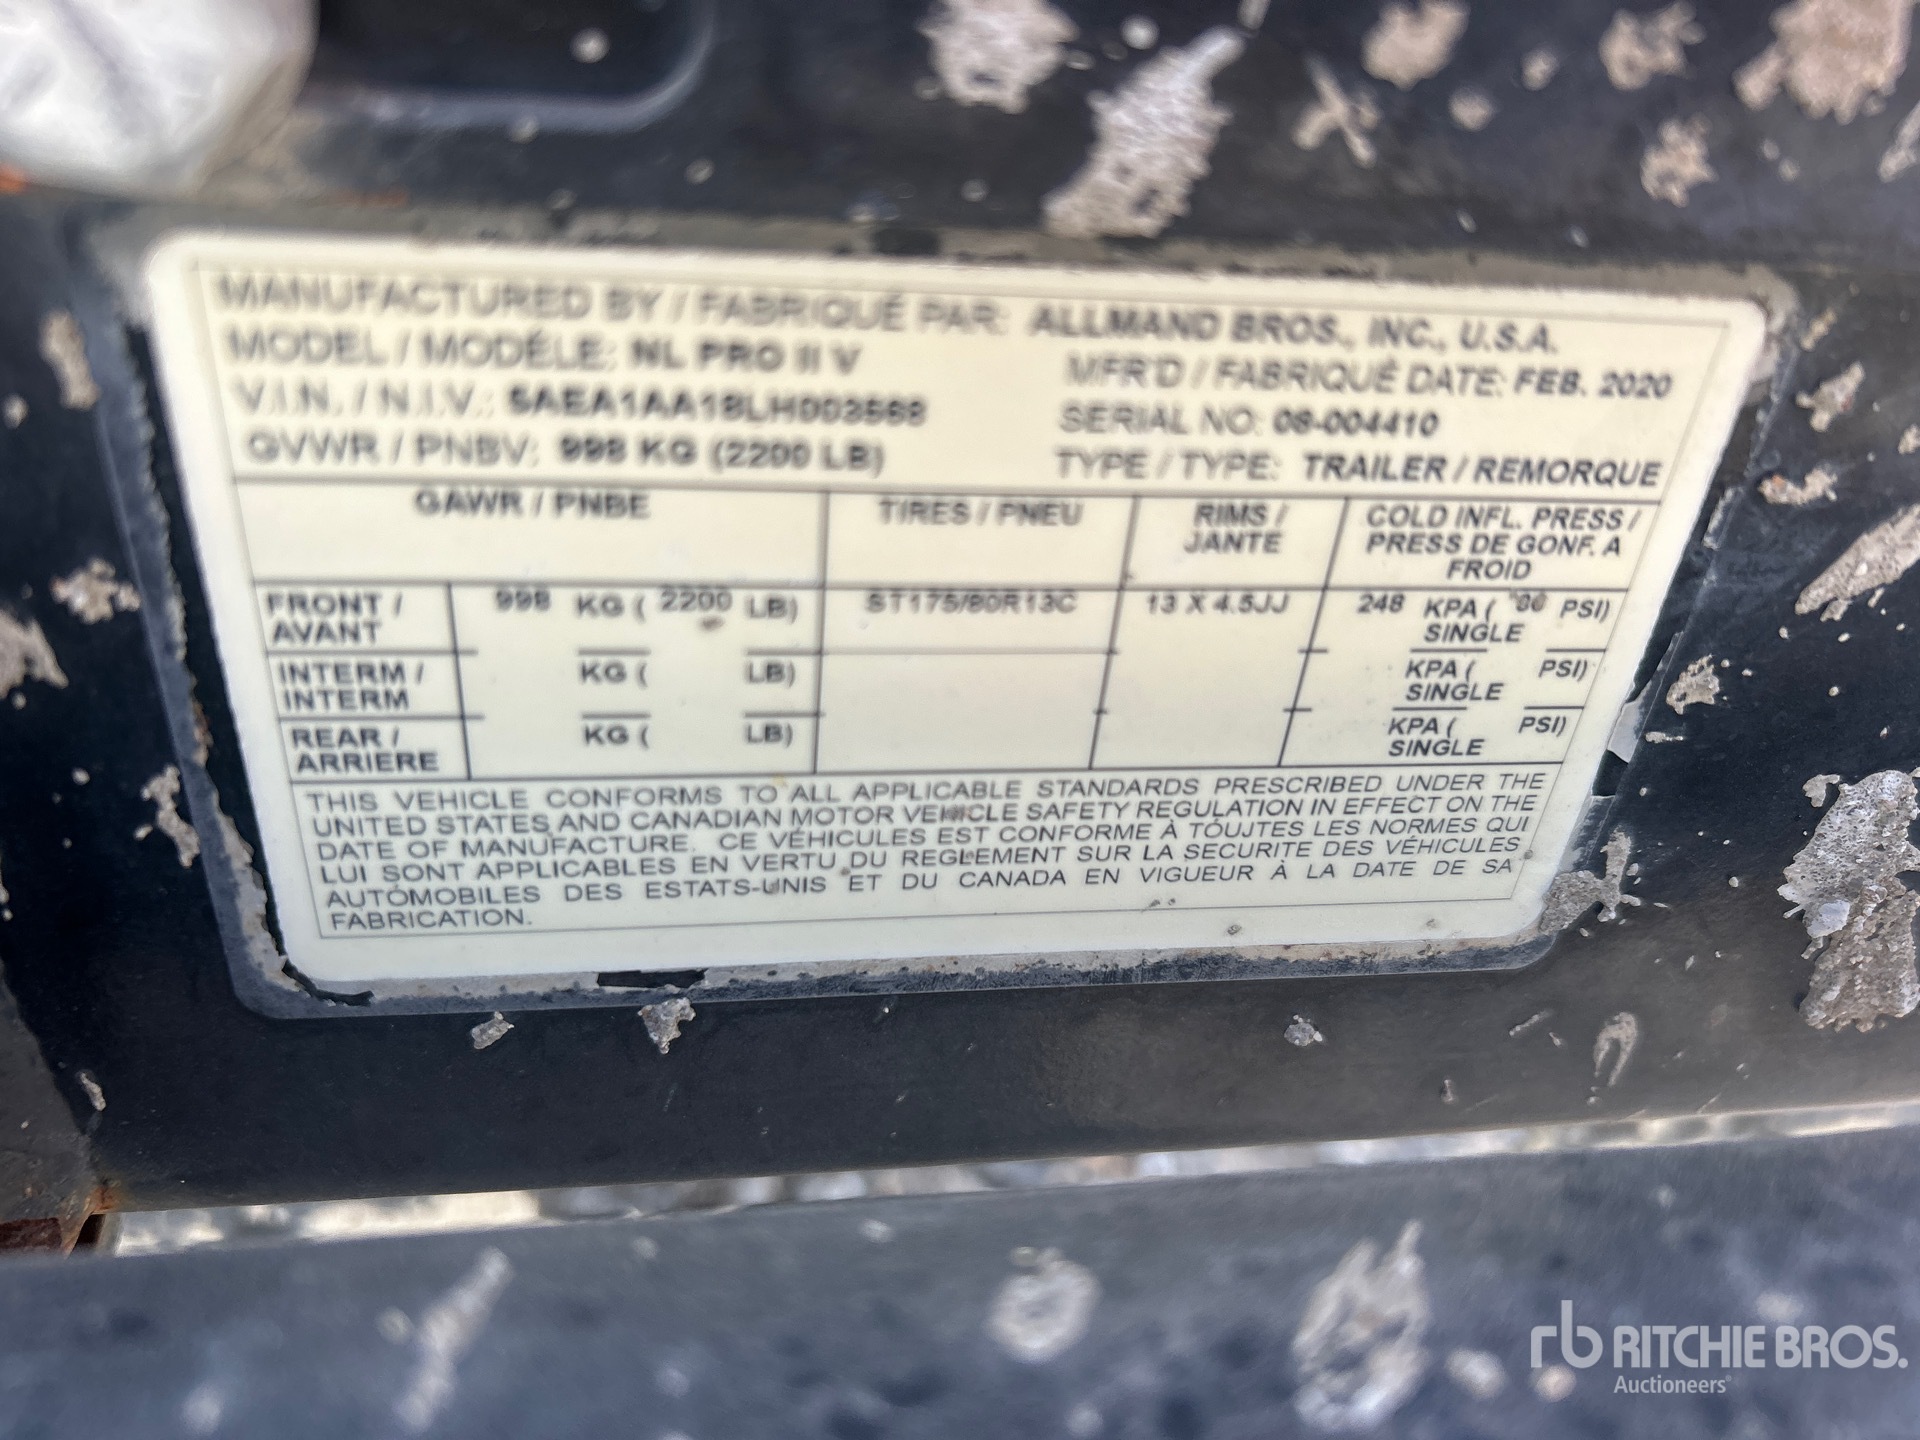 MANUFACTURED BY / FABRIQUÉ PAR: ALLMAND BROS., INC., U.S.A.
MODEL / MODÉLE: NL PRO II V
MFR'D / FABRIQUÉ DATE: FEB. 2020
V.I.N. / N.I.V.:
SERIAL NO: 08-004410
GVWR / PNBV: 998 KG (2200 LB)
TYPE / TYPE: TRAILER / REMORQUE
GAWR / PNBE TIRES / PNEU RIMS / JANTE COLD INFL. PRESS / PRESS DE GONF. A FROID
FRONT / AVANT 998 KG ( 2200 LB) ST175/80R13C 13 X 4.5JJ 248 KPA ( PSI) SINGLE
INTERM / INTERM KG ( LB) KPA ( PSI) SINGLE
REAR / ARRIERE KG ( LB) KPA ( PSI) SINGLE
THIS VEHICLE CONFORMS TO ALL APPLICABLE STANDARDS PRESCRIBED UNDER THE
UNITED STATES AND CANADIAN MOTOR VEHICLE SAFETY REGULATION IN EFFECT ON THE
DATE OF MANUFACTURE. CE VÉHICULES EST CONFORME À TÓUJTES LES NORMES QUI
LUI SONT APPLICABLES EN VERTU DU REGLEMENT SUR LA SECURITE DES VÉHICULES
AUTÓMOBILES DES ESTATS-UNIS ET DU CANADA EN VIGUEUR À LA DATE DE SA
FABRICATION.
rb RITCHIE BROS.
Auctioneers